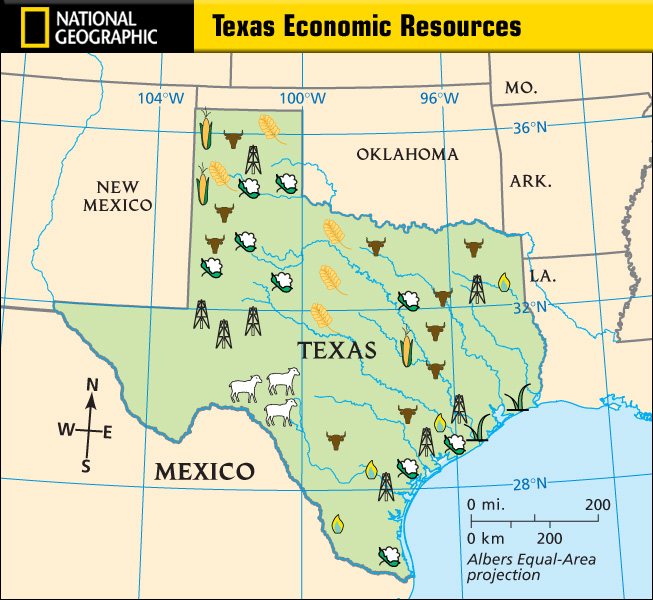 NATIONAL
GEOGRAPHIC
Texas Economic Resources
104°W
100°W
96°W
MO.
36°N
OKLAHOMA
ARK.
NEW
MEXICO
LA.
32°N
TEXAS
N
W
E
S
MEXICO
28°N
0 mi.
200
0 km
200
Albers Equal-Area
projection